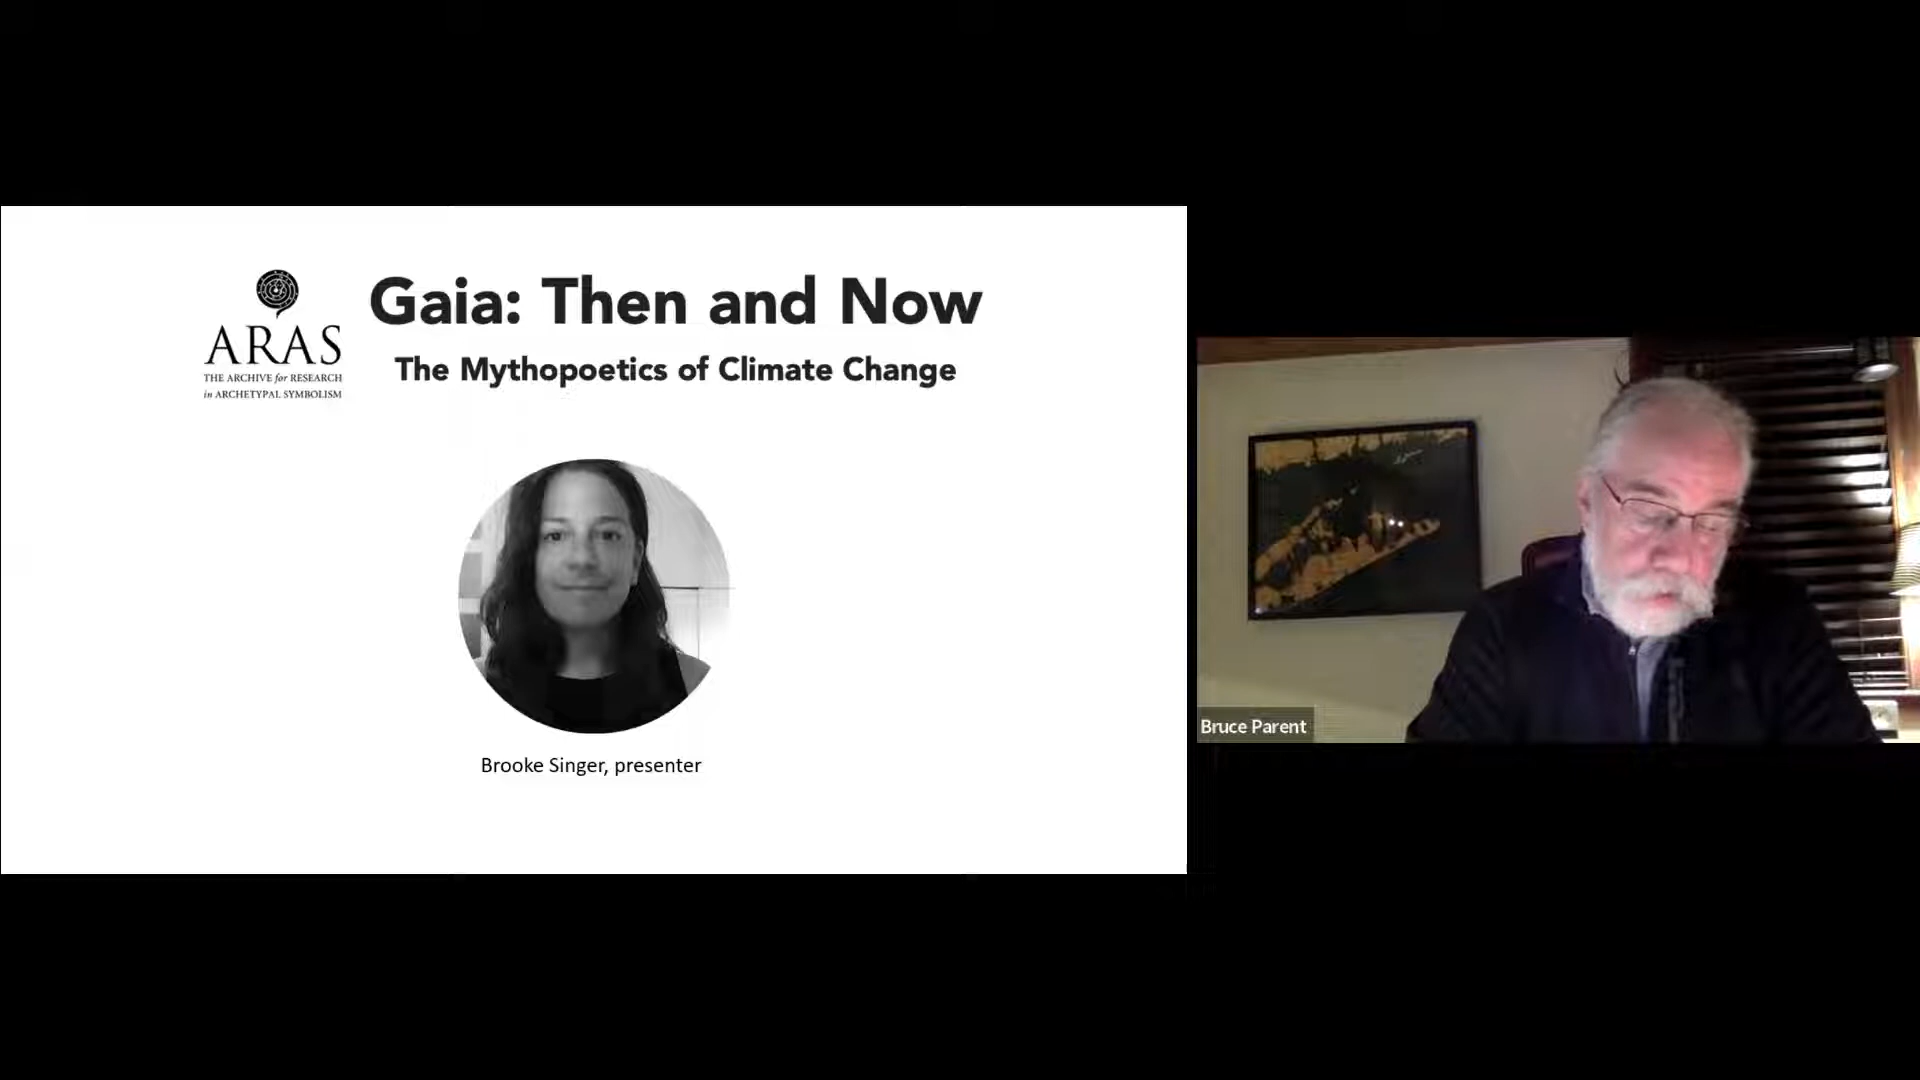 Gaia: Then and Now
The Mythopoetics of Climate Change
ARAS
THE ARCHIVE for RESEARCH
in ARCHETYPAL SYMBOLISM
Brooke Singer, presenter
Bruce Parent